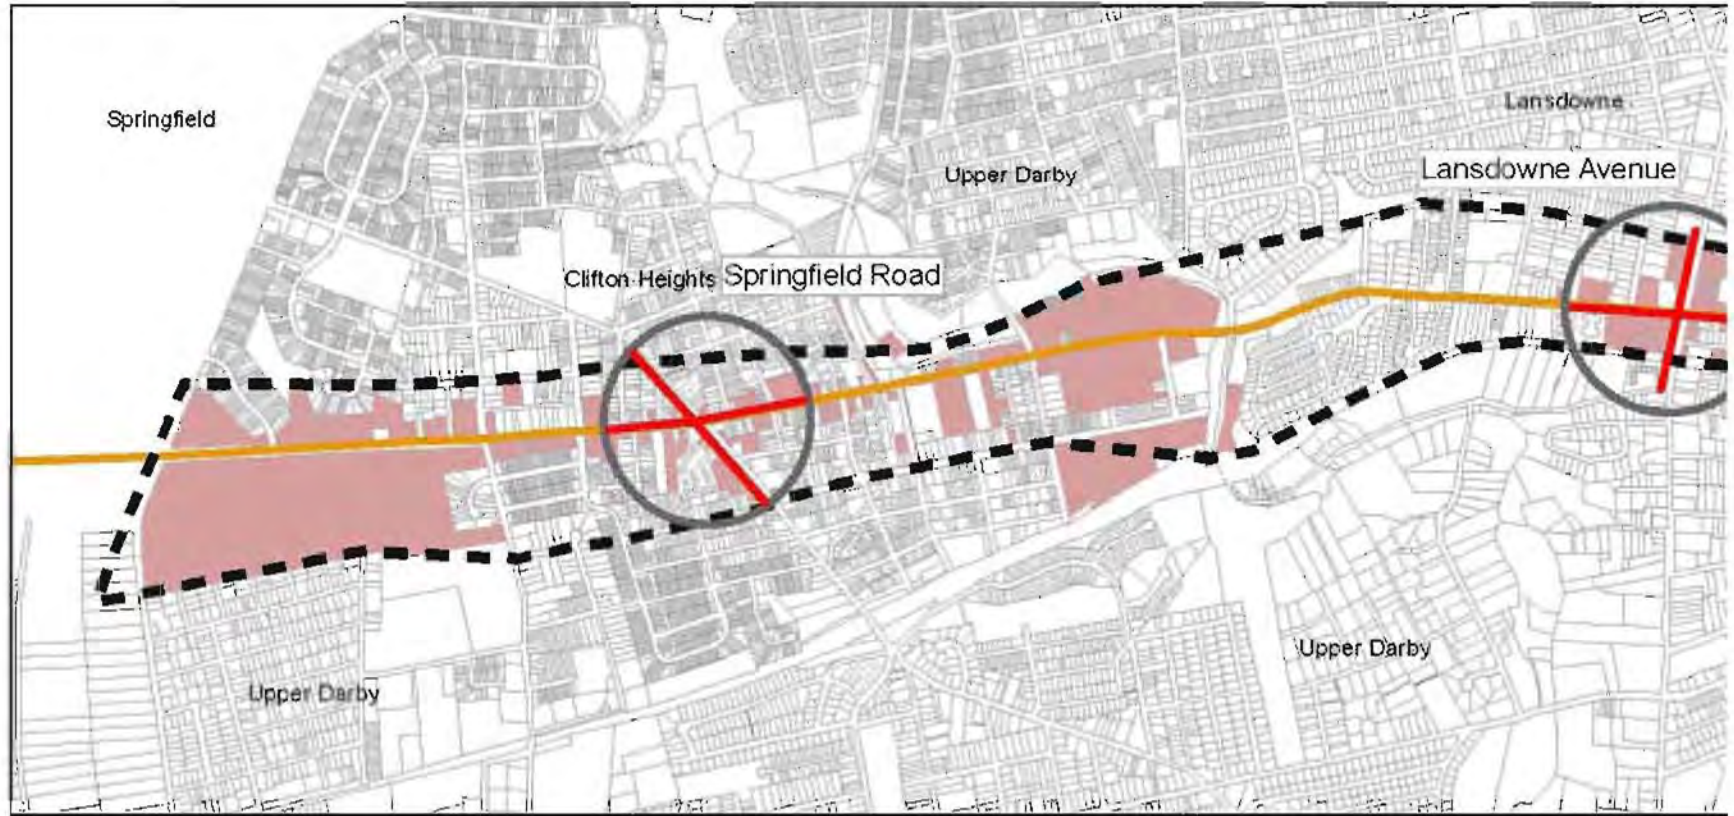 Springfield
Lansdowne
Upper Darby
Lansdowne Avenue
Clifton Heights
Springfield Road
Upper Darby
Upper Darby